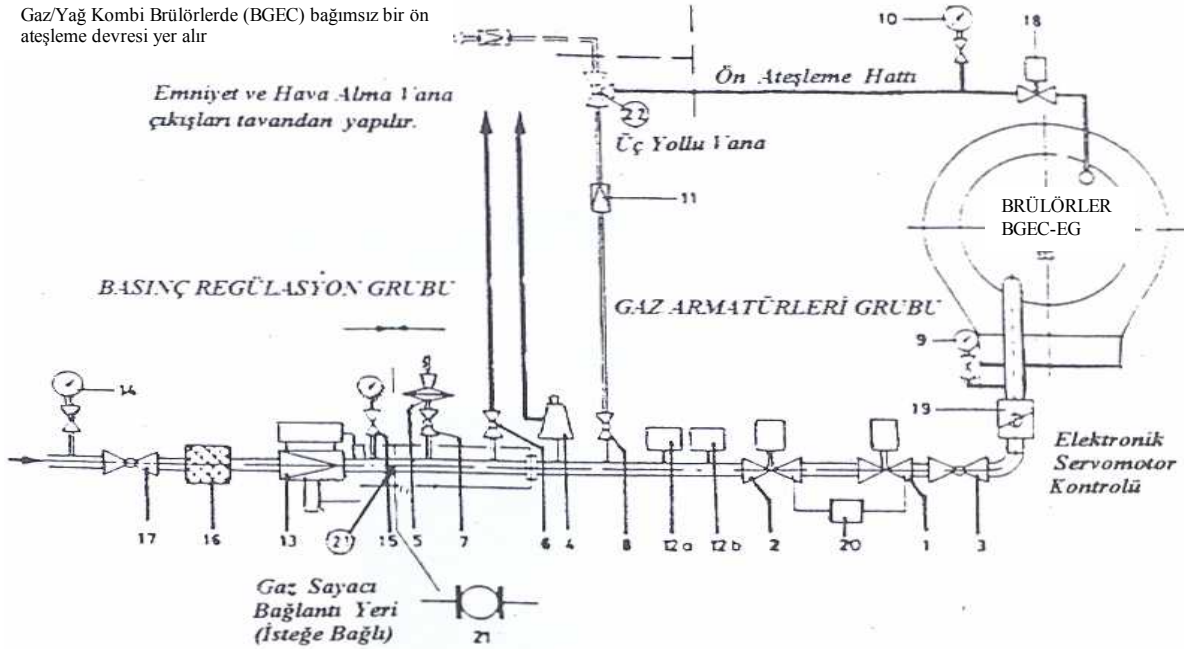 Gaz/Yağ Kombi Brülörlerde (BGEC) bağımsız bir ön
ateşleme devresi yer alır
10
18
Ön Ateşleme Hattı
Emniyet ve Hava Alma Vana
çıkışları tavandan yapılır.
22
Üç Yollu Vana
11
BRÜLÖRLER
BGEC-EG
BASINÇ REGÜLASYON GRUBU
GAZ ARMATÜRLERİ GRUBU
9
14
19
Elektronik
Servomotor
Kontrolü
17
16
13
21
15
5
7
6
4
8
12a
12b
2
20
1
3
Gaz Sayacı
Bağlantı Yeri
(İsteğe Bağlı)
21